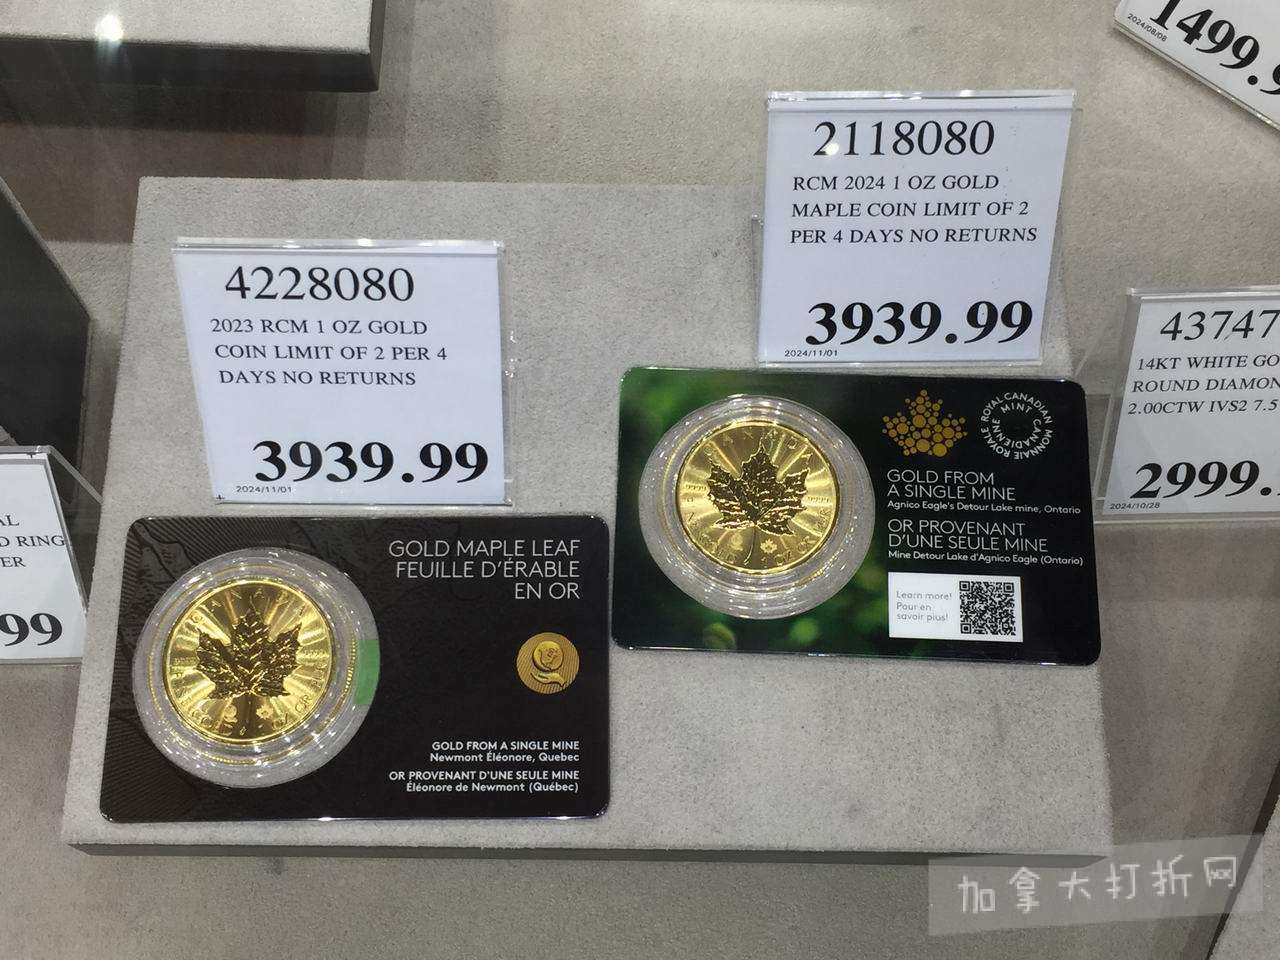 1499.9
2024/08/08
2118080
RCM 2024 1 OZ GOLD
MAPLE COIN LIMIT OF 2
PER 4 DAYS NO RETURNS
3939.99
2024/11/01
4228080
2023 RCM 1 OZ GOLD
COIN LIMIT OF 2 PER 4
DAYS NO RETURNS
3939.99
2024/11/01
43747
14KT WHITE GO
ROUND DIAMON
2.00CTW IVS2 7.5
2999.
2024/10/28
AL
D RING
ER
99
ROYAL CANADIAN MINT
MONNAIE ROYALE CANADIENNE
GOLD FROM
A SINGLE MINE
Agnico Eagle's Detour Lake mine, Ontario
OR PROVENANT
D'UNE SEULE MINE
Mine Detour Lake d'Agnico Eagle (Ontario)
Learn more!
Pour en
savoir plus!
GOLD MAPLE LEAF
FEUILLE D'ÉRABLE
EN OR
GOLD FROM A SINGLE MINE
Newmont Éléonore, Quebec
OR PROVENANT D'UNE SEULE MINE
Éléonore de Newmont (Québec)
加拿大打折网